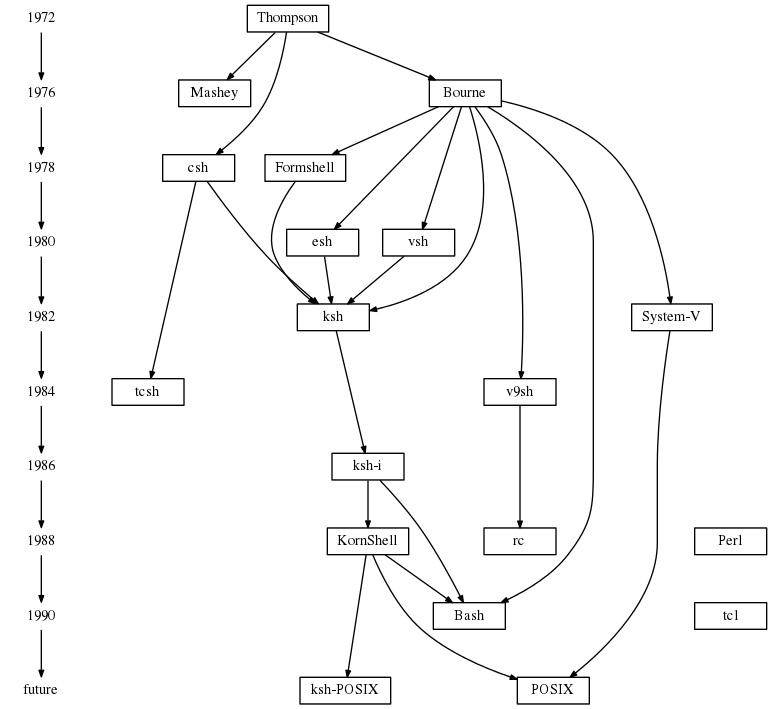 1972
Thompson
1976
Mashey
Bourne
1978
csh
Formshell
1980
esh
vsh
1982
ksh
System-V
1984
tcsh
v9sh
1986
ksh-i
1988
KornShell
rc
Perl
1990
Bash
tcl
future
ksh-POSIX
POSIX